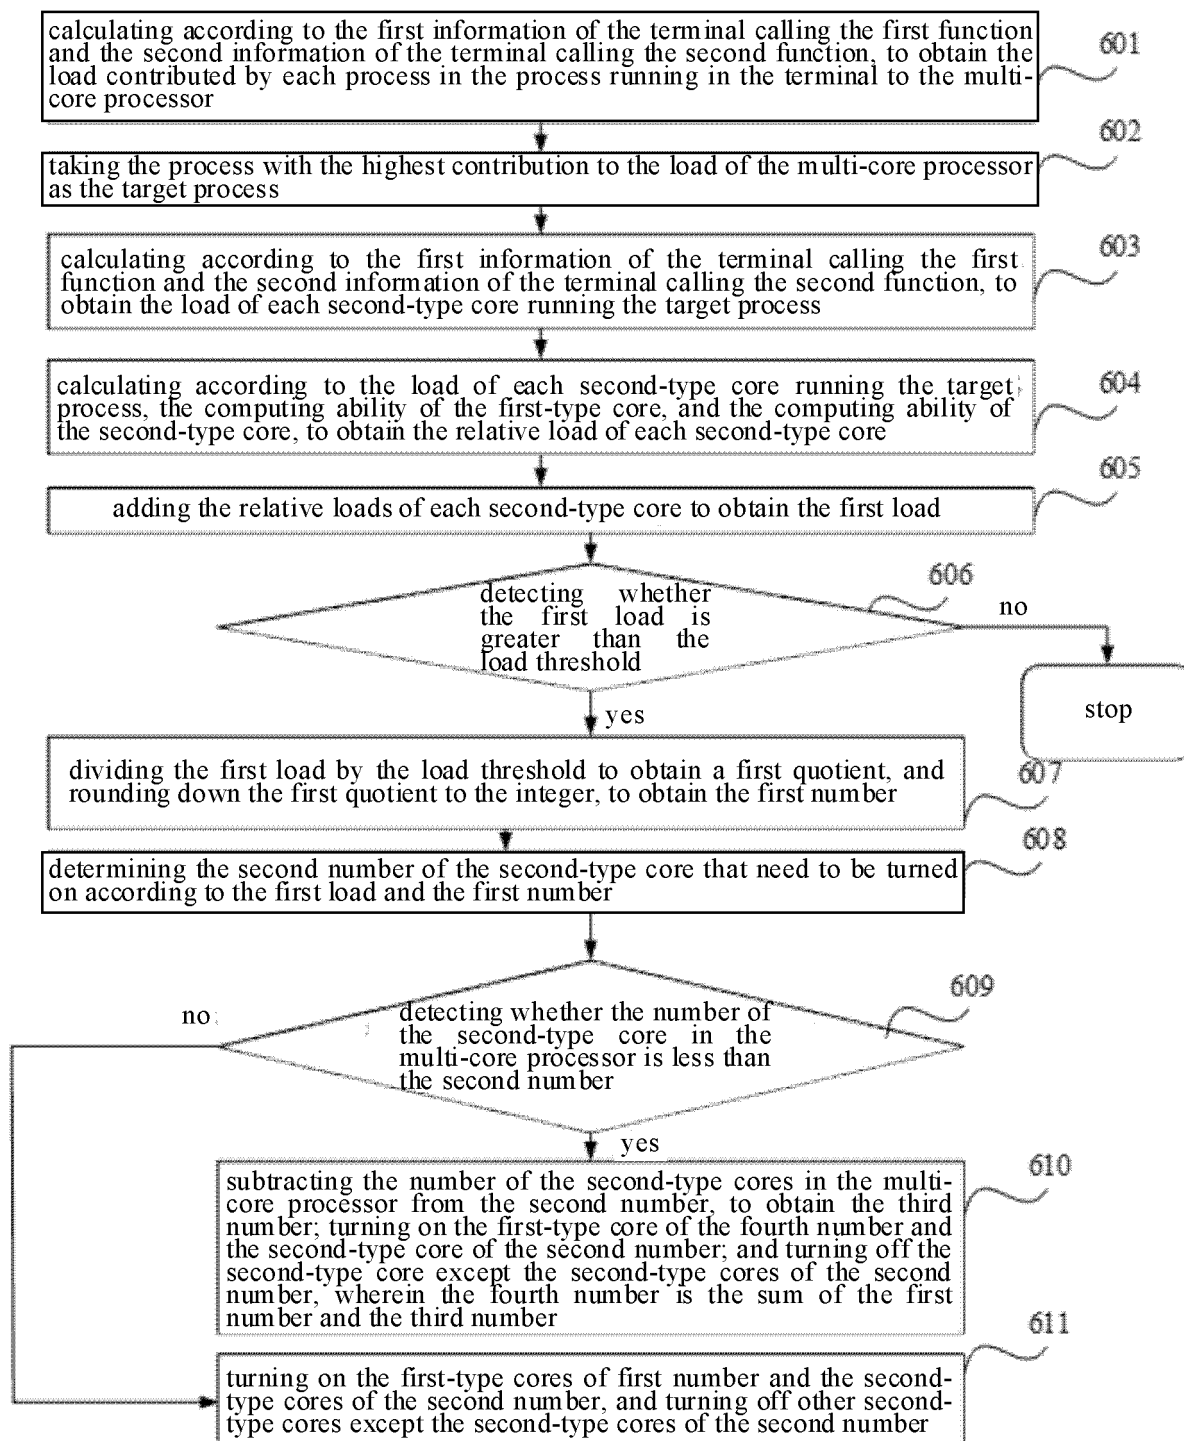 calculating according to the first information of the terminal calling the first function
and the second information of the terminal calling the second function, to obtain the
load contributed by each process in the process running in the terminal to the multi-
core processor
601
taking the process with the highest contribution to the load of the multi-core processor
as the target process
602
calculating according to the first information of the terminal calling the first
function and the second information of the terminal calling the second function, to
obtain the load of each second-type core running the target process
603
calculating according to the load of each second-type core running the target
process, the computing ability of the first-type core, and the computing ability of
the second-type core, to obtain the relative load of each second-type core
604
adding the relative loads of each second-type core to obtain the first load
605
detecting whether
the first load is
greater than the
load threshold
606
no
stop
yes
dividing the first load by the load threshold to obtain a first quotient, and
rounding down the first quotient to the integer, to obtain the first number
607
determining the second number of the second-type core that need to be turned
on according to the first load and the first number
608
detecting whether the number of
the second-type core in the
multi-core processor is less than
the second number
609
no
yes
subtracting the number of the second-type cores in the multi-
core processor from the second number, to obtain the third
number; turning on the first-type core of the fourth number and
the second-type core of the second number; and turning off the
second-type core except the second-type cores of the second
number, wherein the fourth number is the sum of the first
number and the third number
610
turning on the first-type cores of first number and the second-
type cores of the second number, and turning off other second-
type cores except the second-type cores of the second number
611